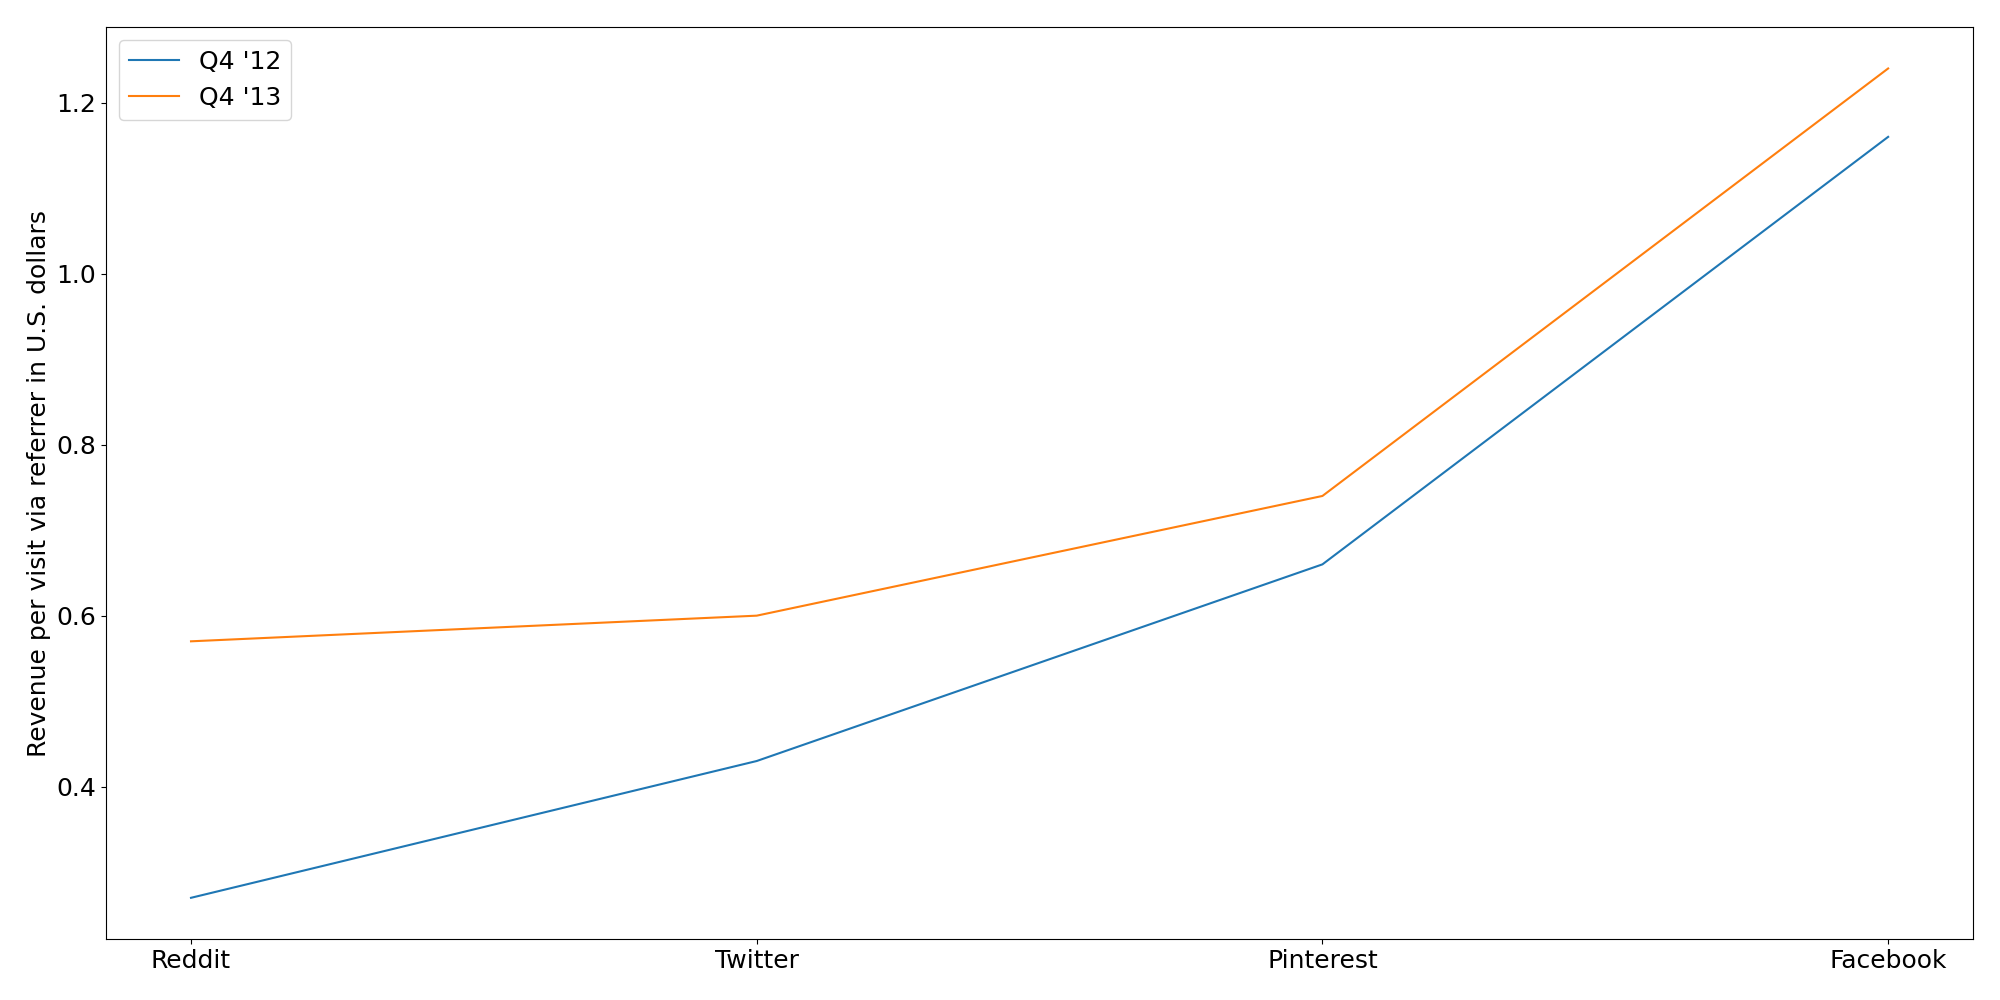 Q4 '12
Q4 '13
Revenue per visit via referrer in U.S. dollars
1.2
1.0
0.8
0.6
0.4
Reddit Twitter Pinterest Facebook